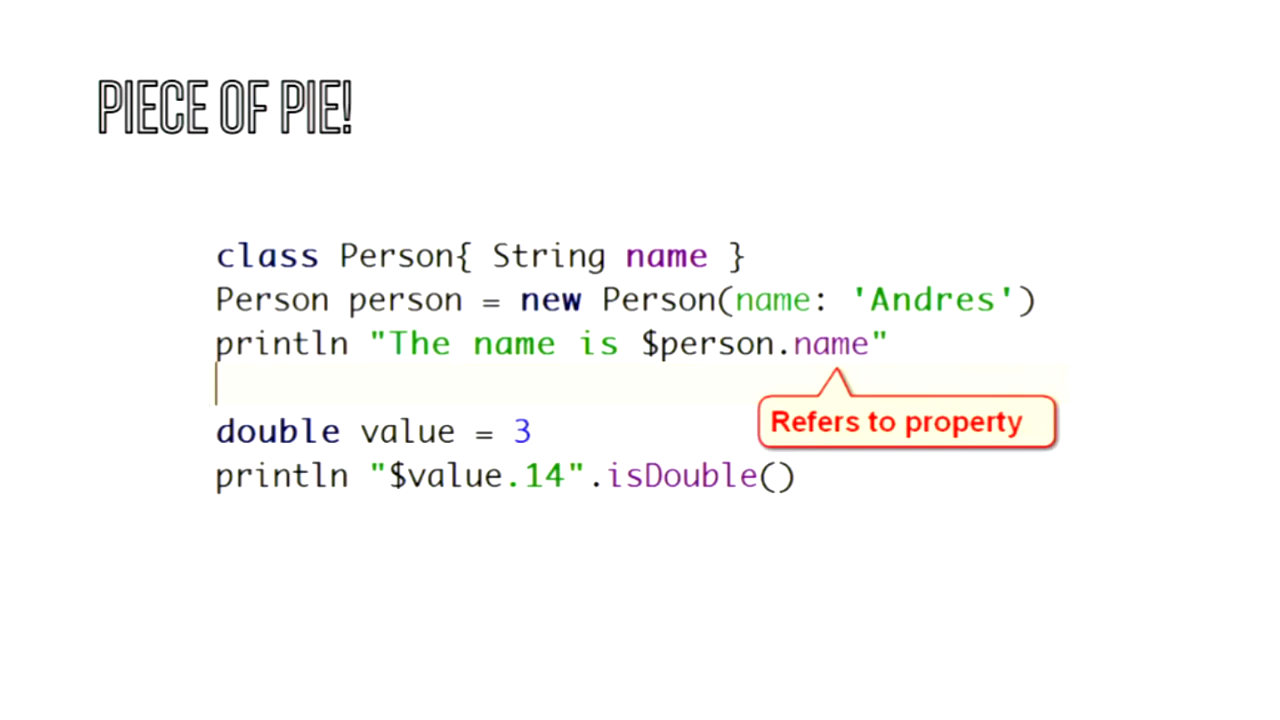 PIECE OF PIE!
class Person{ String name }
Person person = new Person(name: 'Andres')
println "The name is $person.name"
Refers to property
double value = 3
println "$value.14".isDouble()